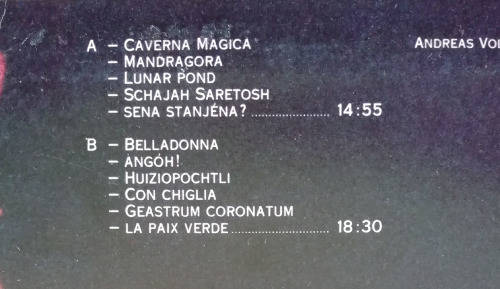 A – CAVERNA MAGICA
– MANDRAGORA
– LUNAR POND
– SCHAJAH SARETOSH
– SENA STANJÉNA? .................... 14:55
B – BELLADONNA
– ANGÓH!
– HUIZIOPOCHTLI
– CON CHIGLIA
– GEASTRUM CORONATUM
– LA PAIX VERDE ......................... 18:30
ANDREAS